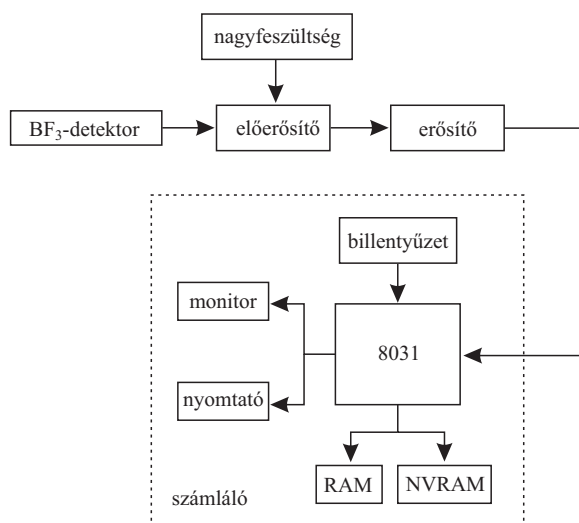 nagyfeszültség
BF₃-detektor
előerősítő
erősítő
billentyűzet
monitor
8031
nyomtató
RAM
NVRAM
számláló